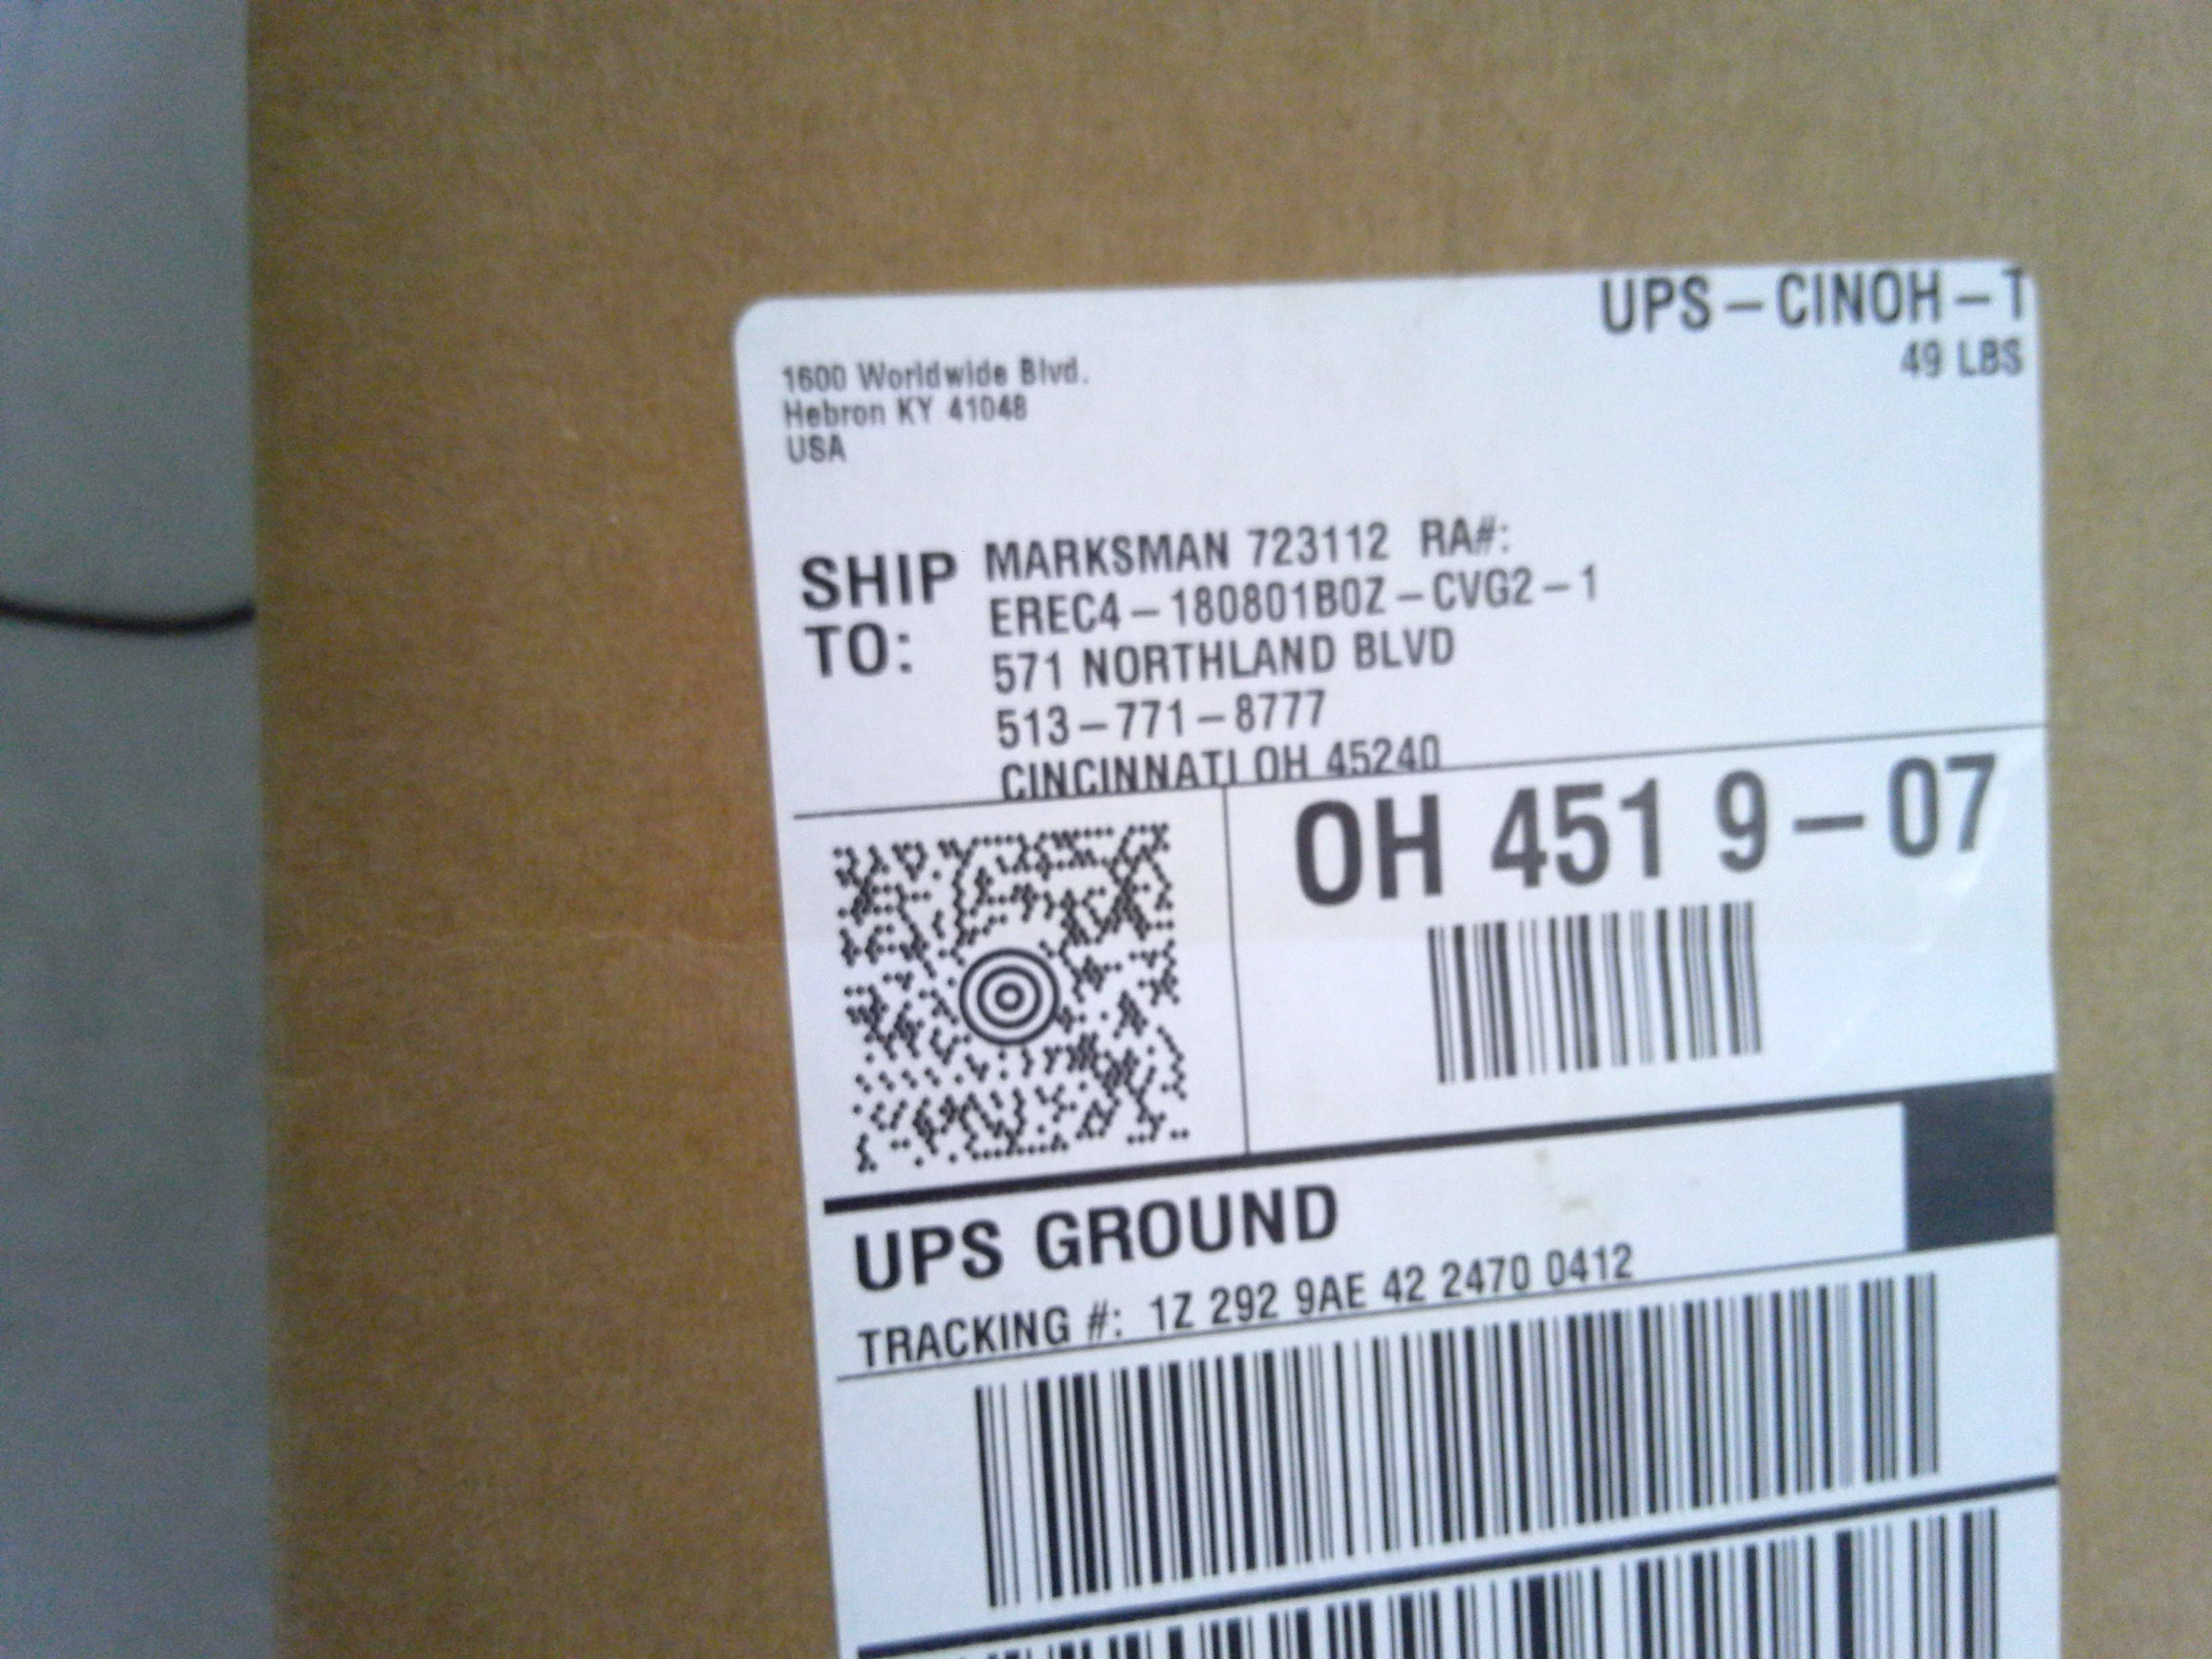 UPS – CINOH – T
49 LBS
1600 Worldwide Blvd.
Hebron KY 41048
USA
SHIP TO:
MARKSMAN 723112 RA#:
EREC4 – 180801B0Z – CVG2 – 1
571 NORTHLAND BLVD
513 – 771 – 8777
CINCINNATI OH 45240
OH 451 9 – 07
UPS GROUND
TRACKING #: 1Z 292 9AE 42 2470 0412